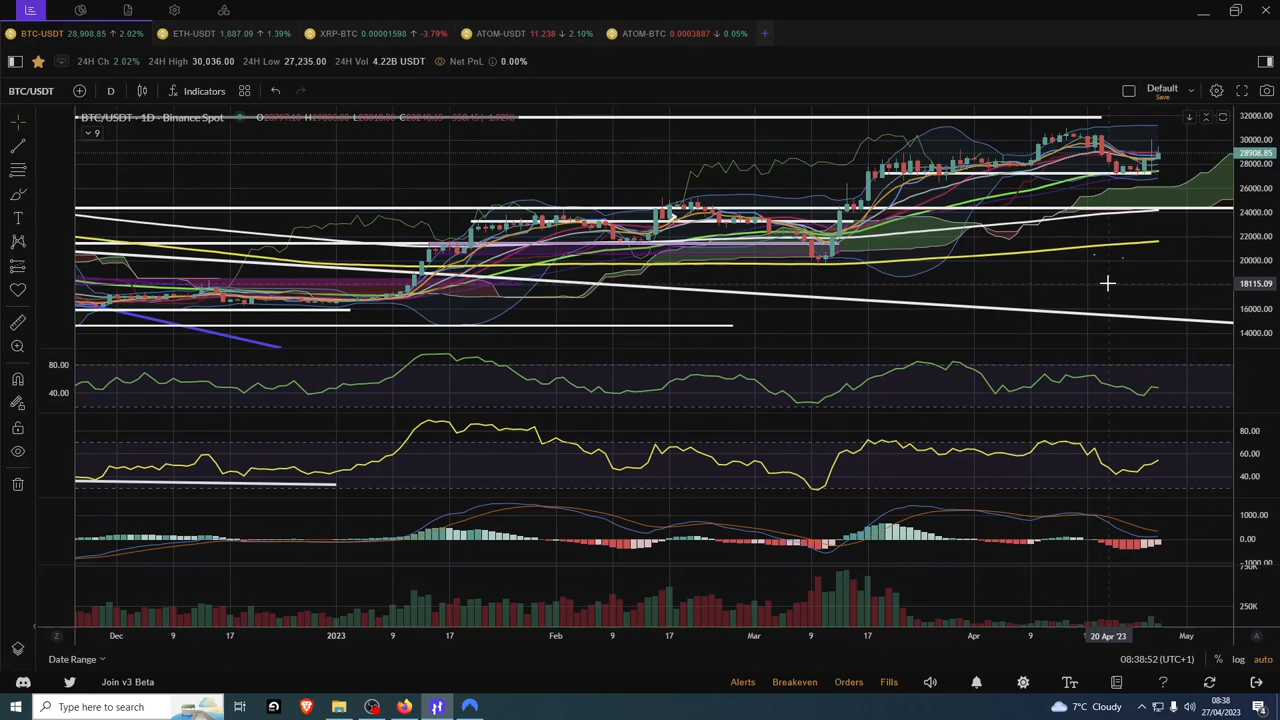 BTC-USDT 28,908.85 ↑ 2.02% ETH-USDT 1,887.09 ↑ 1.39% XRP-BTC 0.00001598 ↑ -3.79% ATOM-USDT 11.238 ↓ 2.10% ATOM-BTC 0.0003887 ↓ 0.05% +
24H Ch 2.02% 24H High 30,036.00 24H Low 27,235.00 24H Vol 4.22B USDT Net PnL 0.00%
BTC/USDT D Indicators Default
Save
BTC/USDT · 1D · Binance Spot
9
32000.00
30000.00
28908.85
28000.00
26000.00
24000.00
22000.00
20000.00
18115.09
16000.00
14000.00
80.00
40.00
80.00
60.00
40.00
1000.00
0.00
250K
Dec 9 17 2023 9 17 Feb 9 17 Mar 9 17 Apr 9 20 Apr '23 May
Z A
Date Range 08:38:52 (UTC+1) % log auto
Join v3 Beta Alerts Breakeven Orders Fills
Type here to search 7°C Cloudy 08:38
27/04/2023